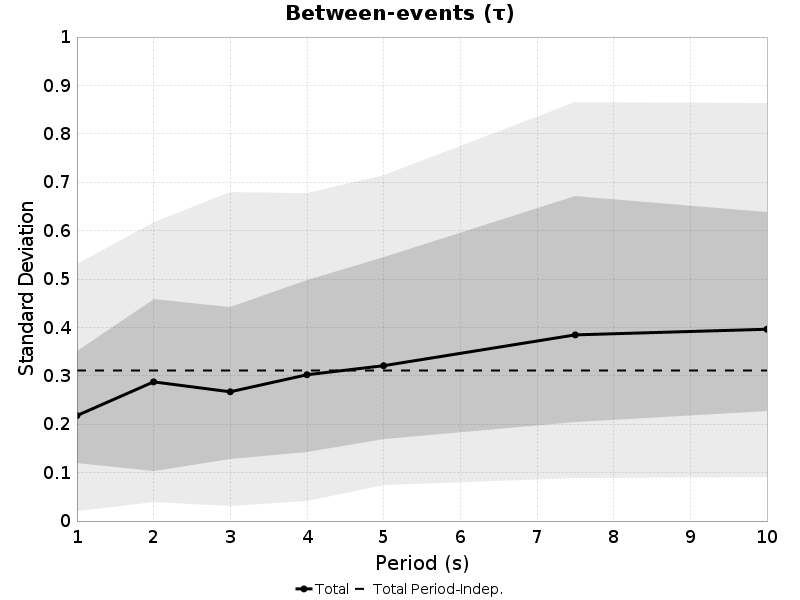 Between-events (τ)
Standard Deviation
1
0.9
0.8
0.7
0.6
0.5
0.4
0.3
0.2
0.1
0
1 2 3 4 5 6 7 8 9 10
Period (s)
Total Total Period-Indep.